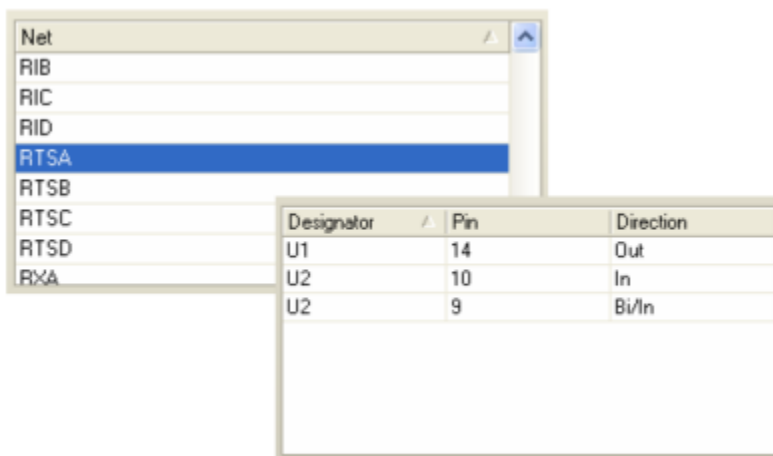 Net
RIB
RIC
RID
RTSA
RTSB
RTSC
RTSD
RXA
Designator Pin Direction
U1 14 Out
U2 10 In
U2 9 Bi/In